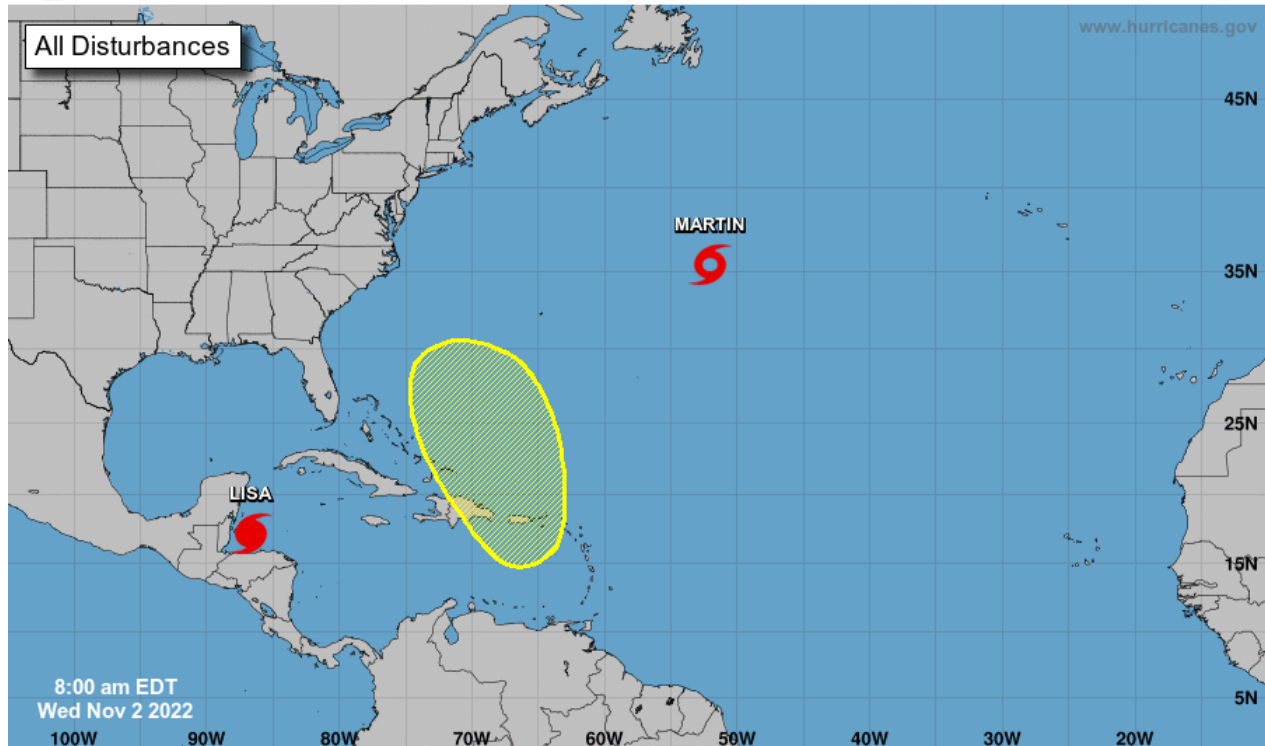 All Disturbances
www.hurricanes.gov
45N
MARTIN
35N
25N
LISA
15N
8:00 am EDT
Wed Nov 2 2022
5N
100W 90W 80W 70W 60W 50W 40W 30W 20W